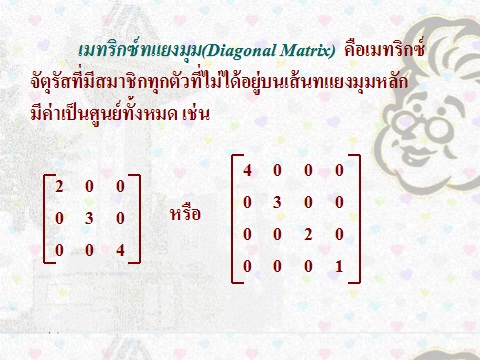 เมทริกซ์ทแยงมุม(Diagonal Matrix) คือเมทริกซ์
จัตุรัสที่มีสมาชิกทุกตัวที่ไม่ได้อยู่บนเส้นทแยงมุมหลัก
มีค่าเป็นศูนย์ทั้งหมด เช่น
2 0 0
0 3 0
0 0 4
หรือ
4 0 0 0
0 3 0 0
0 0 2 0
0 0 0 1